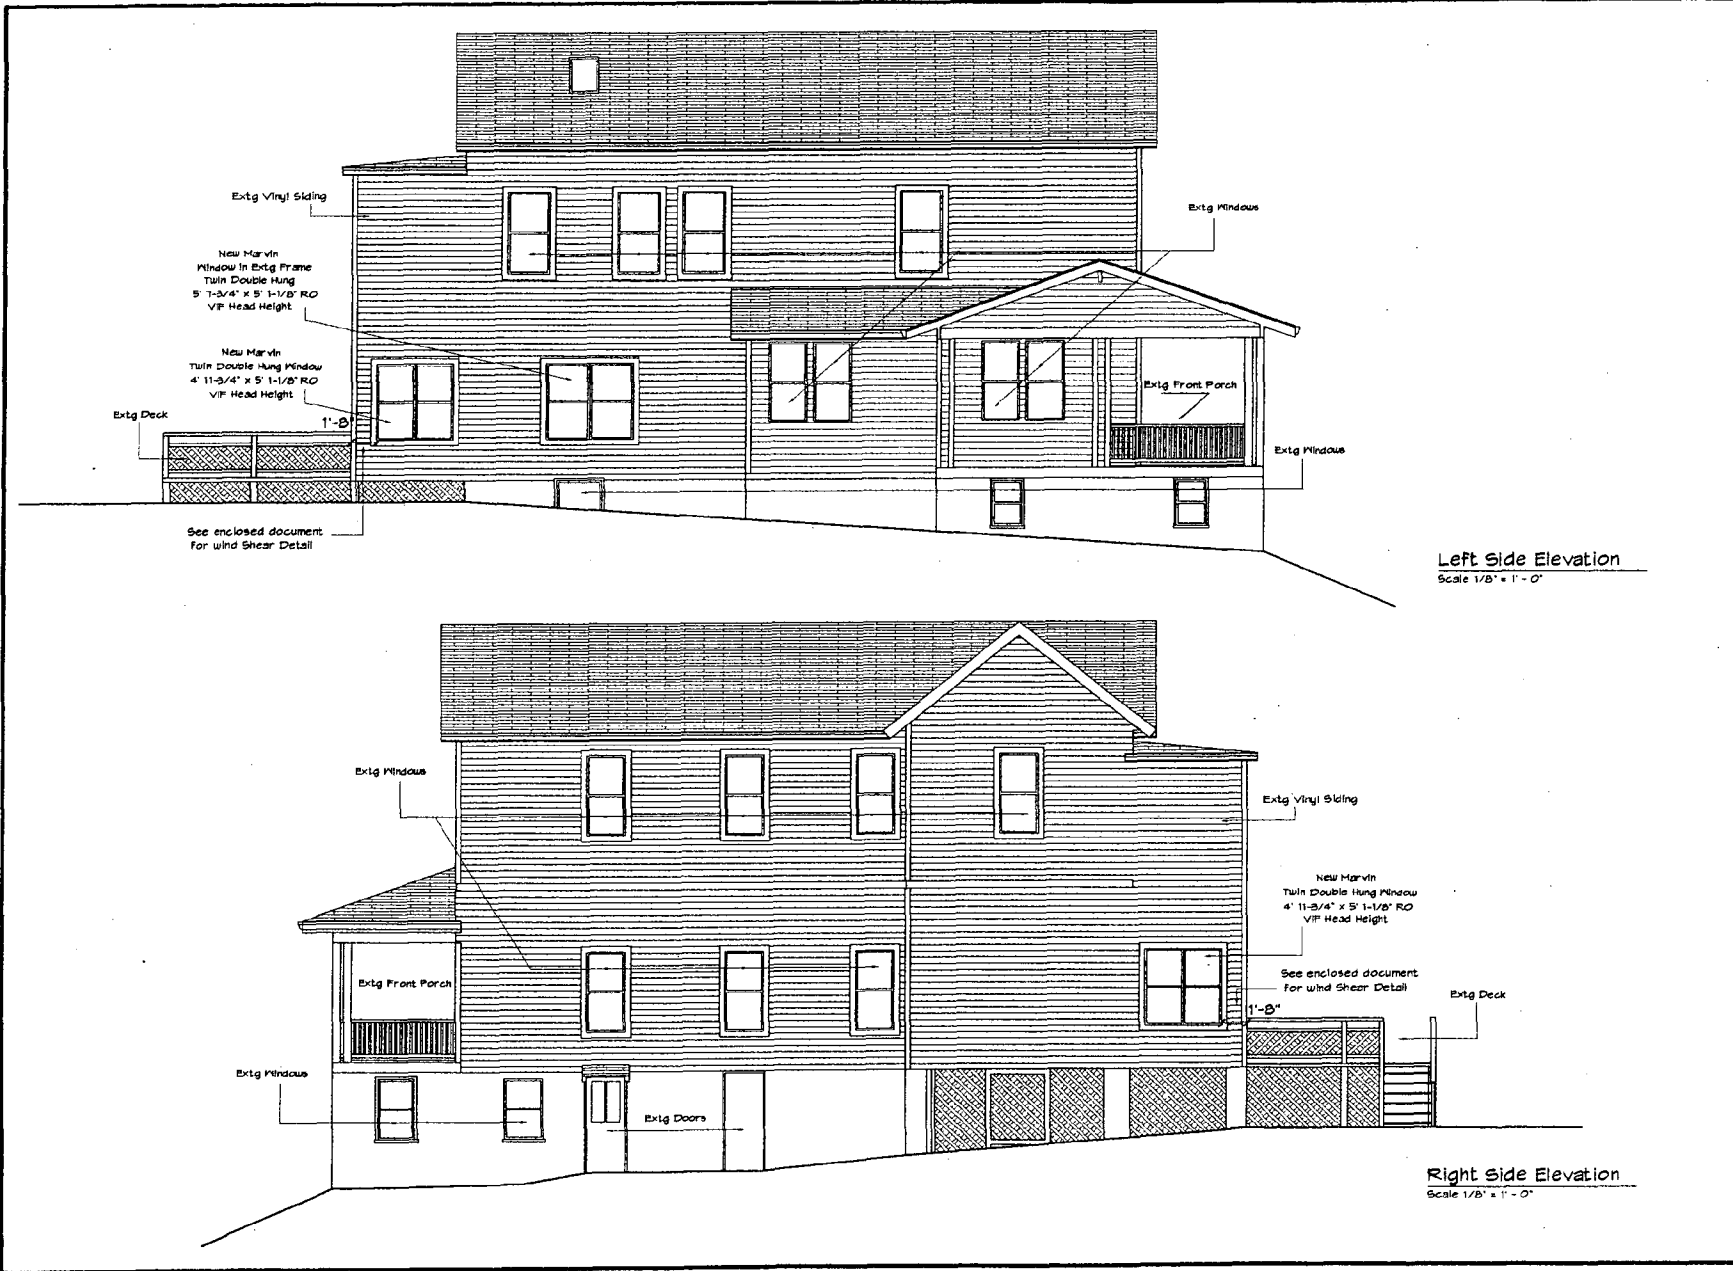 Extg Vinyl Siding
New Marvin
Window in Extg Frame
Twin Double Hung
5' 7-3/4" x 5' 1-1/8" RO
VIF Head Height
New Marvin
Twin Double Hung Window
4' 11-3/4" x 5' 1-1/8" RO
VIF Head Height
Extg Deck
1'-8"
See enclosed document
for wind Shear Detail
Extg Windows
Extg Front Porch
Extg Windows
Left Side Elevation
Scale 1/8" = 1' - 0"
Extg Windows
Extg Front Porch
Extg Windows
Extg Doors
Extg Vinyl Siding
New Marvin
Twin Double Hung Window
4' 11-3/4" x 5' 1-1/8" RO
VIF Head Height
See enclosed document
for wind Shear Detail
1'-8"
Extg Deck
Right Side Elevation
Scale 1/8" = 1' - 0"